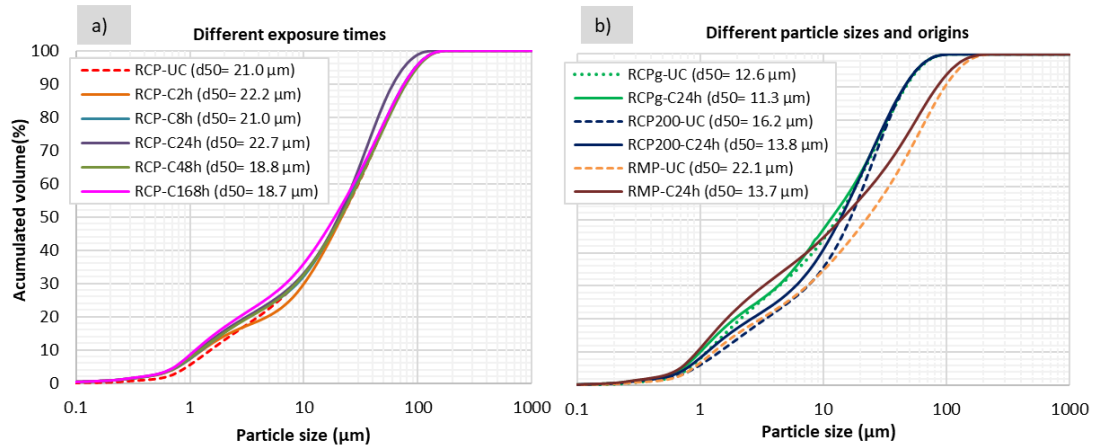 a)
Different exposure times
100
90
80
70
60
50
40
30
20
10
0
Acumulated volume(%)
RCP-UC (d50= 21.0 µm)
RCP-C2h (d50= 22.2 µm)
RCP-C8h (d50= 21.0 µm)
RCP-C24h (d50= 22.7 µm)
RCP-C48h (d50= 18.8 µm)
RCP-C168h (d50= 18.7 µm)
0.1 1 10 100 1000
Particle size (µm)
b)
Different particle sizes and origins
RCPg-UC (d50= 12.6 µm)
RCPg-C24h (d50= 11.3 µm)
RCP200-UC (d50= 16.2 µm)
RCP200-C24h (d50= 13.8 µm)
RMP-UC (d50= 22.1 µm)
RMP-C24h (d50= 13.7 µm)
0.1 1 10 100 1000
Particle size (µm)